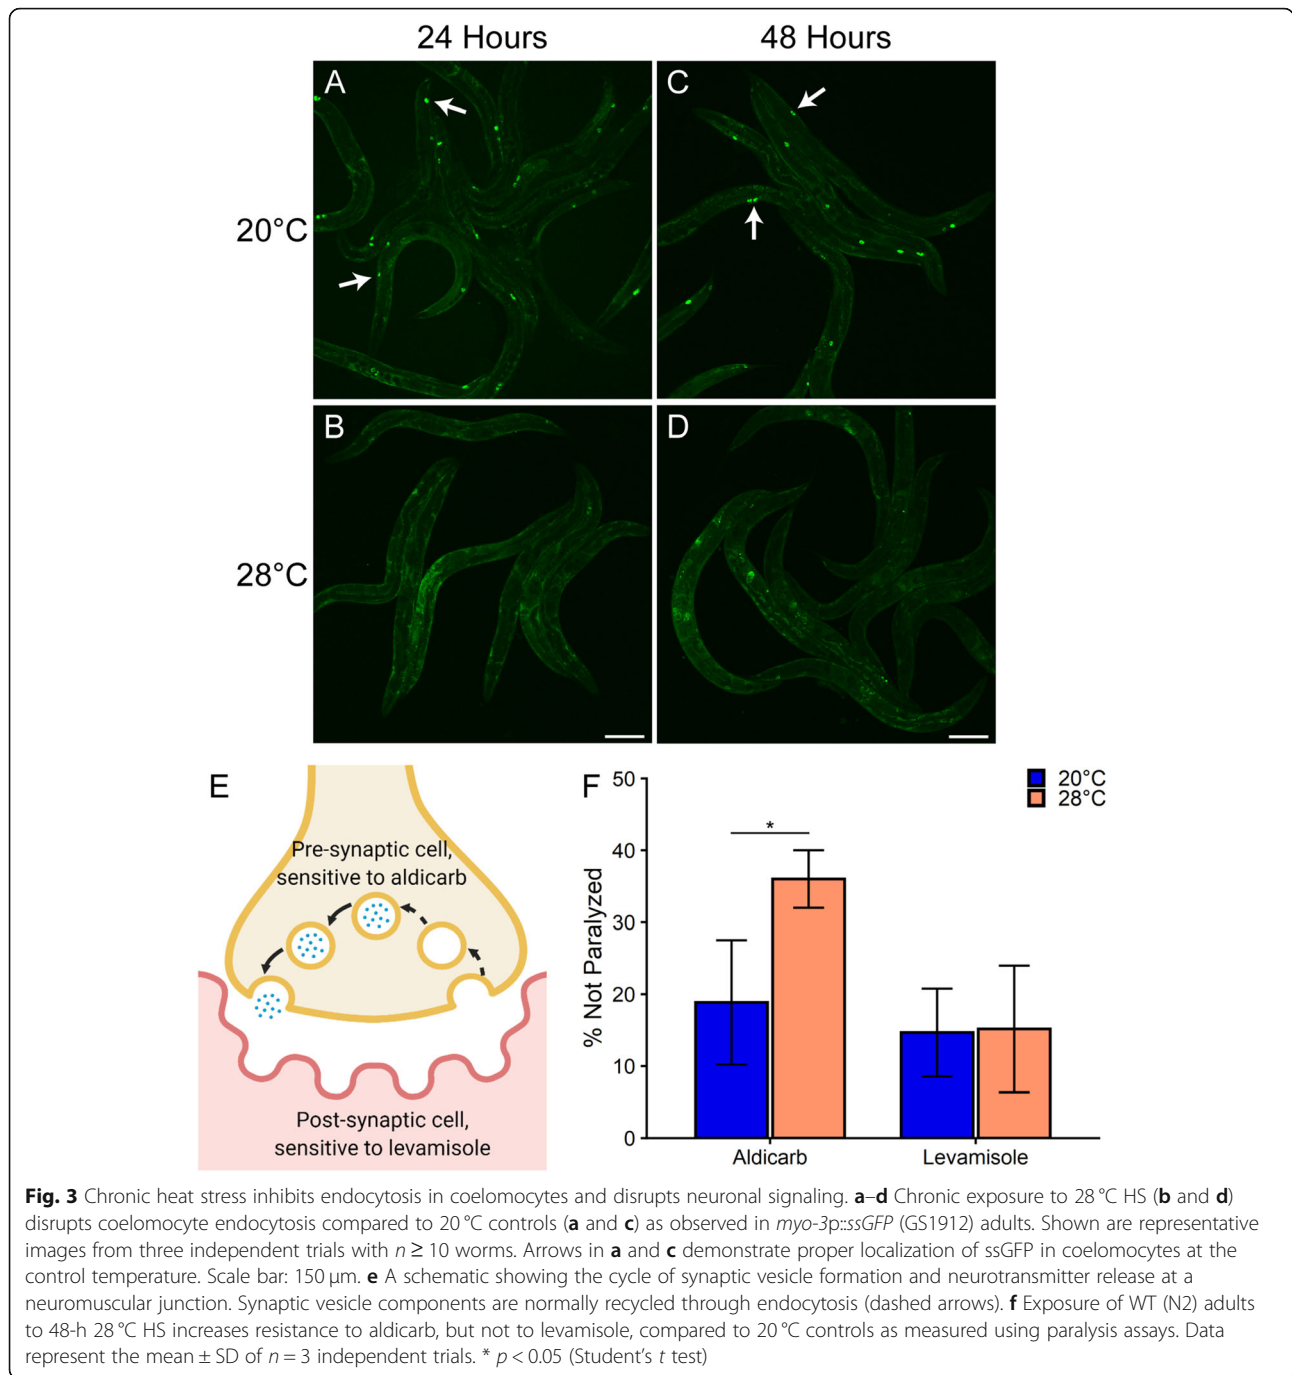 24 Hours
48 Hours
A
C
20°C
B
D
28°C
E
Pre-synaptic cell,
sensitive to aldicarb
Post-synaptic cell,
sensitive to levamisole
F
20°C
28°C
% Not Paralyzed
50
40
30
20
10
0
*
Aldicarb
Levamisole
Fig. 3 Chronic heat stress inhibits endocytosis in coelomocytes and disrupts neuronal signaling. a–d Chronic exposure to 28 °C HS (b and d)
disrupts coelomocyte endocytosis compared to 20 °C controls (a and c) as observed in myo-3p::ssGFP (GS1912) adults. Shown are representative
images from three independent trials with n ≥ 10 worms. Arrows in a and c demonstrate proper localization of ssGFP in coelomocytes at the
control temperature. Scale bar: 150 μm. e A schematic showing the cycle of synaptic vesicle formation and neurotransmitter release at a
neuromuscular junction. Synaptic vesicle components are normally recycled through endocytosis (dashed arrows). f Exposure of WT (N2) adults
to 48-h 28 °C HS increases resistance to aldicarb, but not to levamisole, compared to 20 °C controls as measured using paralysis assays. Data
represent the mean ± SD of n = 3 independent trials. * p < 0.05 (Student's t test)